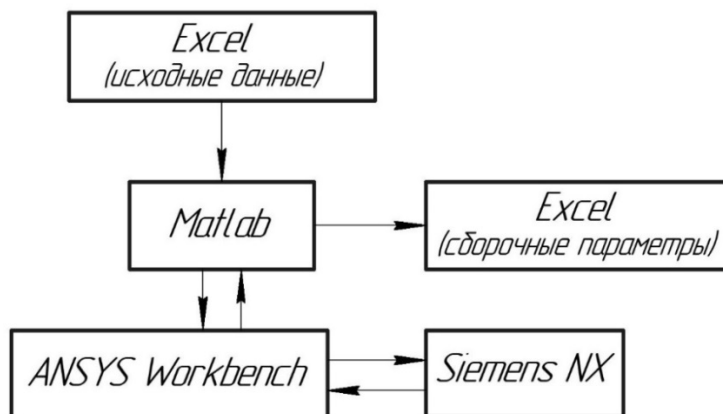 Excel
(исходные данные)
Matlab
Excel
(сборочные параметры)
ANSYS Workbench
Siemens NX